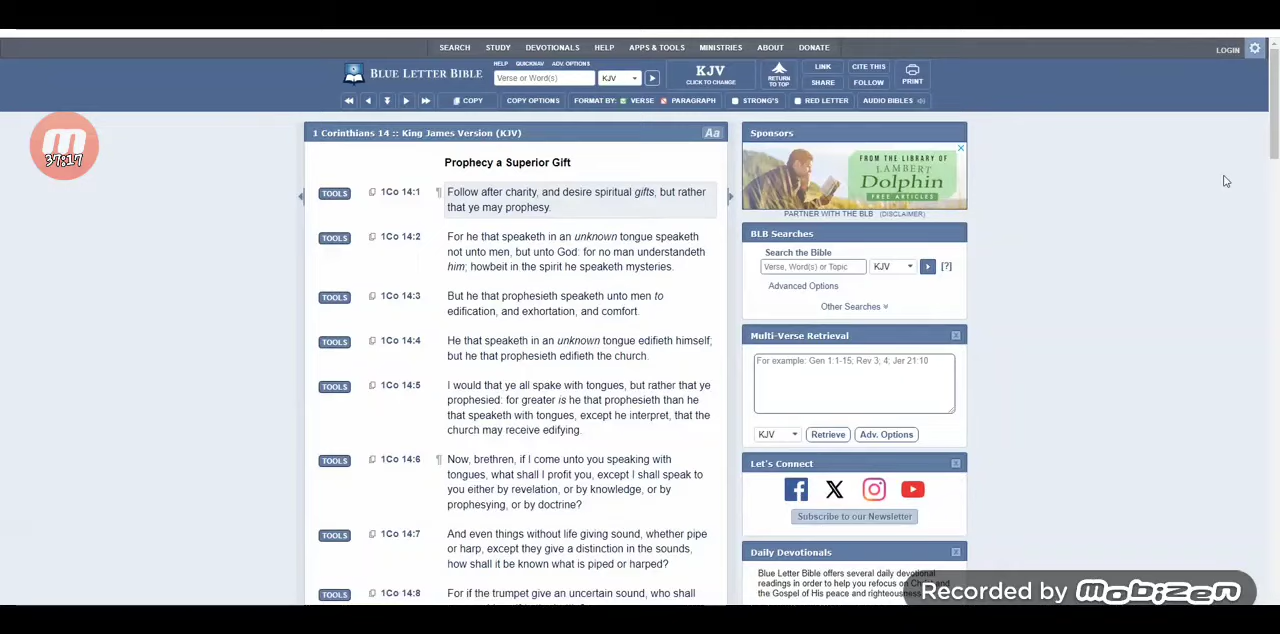 SEARCH STUDY DEVOTIONALS HELP APPS & TOOLS MINISTRIES ABOUT DONATE LOGIN
BLUE LETTER BIBLE
HELP QUICKNAV ADV. OPTIONS
Verse or Word(s) KJV
KJV
CLICK TO CHANGE
RETURN
TO TOP
LINK CITE THIS
SHARE FOLLOW
PRINT
COPY COPY OPTIONS FORMAT BY: VERSE PARAGRAPH STRONG'S RED LETTER AUDIO BIBLES
37:17
1 Corinthians 14 :: King James Version (KJV) Aa
Prophecy a Superior Gift
TOOLS 1Co 14:1 ¶ Follow after charity, and desire spiritual gifts, but rather
that ye may prophesy.
TOOLS 1Co 14:2 For he that speaketh in an unknown tongue speaketh
not unto men, but unto God: for no man understandeth
him; howbeit in the spirit he speaketh mysteries.
TOOLS 1Co 14:3 But he that prophesieth speaketh unto men to
edification, and exhortation, and comfort.
TOOLS 1Co 14:4 He that speaketh in an unknown tongue edifieth himself;
but he that prophesieth edifieth the church.
TOOLS 1Co 14:5 I would that ye all spake with tongues, but rather that ye
prophesied: for greater is he that prophesieth than he
that speaketh with tongues, except he interpret, that the
church may receive edifying.
TOOLS 1Co 14:6 ¶ Now, brethren, if I come unto you speaking with
tongues, what shall I profit you, except I shall speak to
you either by revelation, or by knowledge, or by
prophesying, or by doctrine?
TOOLS 1Co 14:7 And even things without life giving sound, whether pipe
or harp, except they give a distinction in the sounds,
how shall it be known what is piped or harped?
TOOLS 1Co 14:8 For if the trumpet give an uncertain sound, who shall
Sponsors
FROM THE LIBRARY OF
LAMBERT
Dolphin
FREE ARTICLES
PARTNER WITH THE BLB (DISCLAIMER)
BLB Searches
Search the Bible
Verse, Word(s) or Topic KJV [?]
Advanced Options
Other Searches
Multi-Verse Retrieval
For example: Gen 1:1-15; Rev 3; 4; Jer 21:10
KJV Retrieve Adv. Options
Let's Connect
Subscribe to our Newsletter
Daily Devotionals
Blue Letter Bible offers several daily devotional
readings in order to help you refocus on
the Gospel of His peace and righteousness
Recorded by mobizen